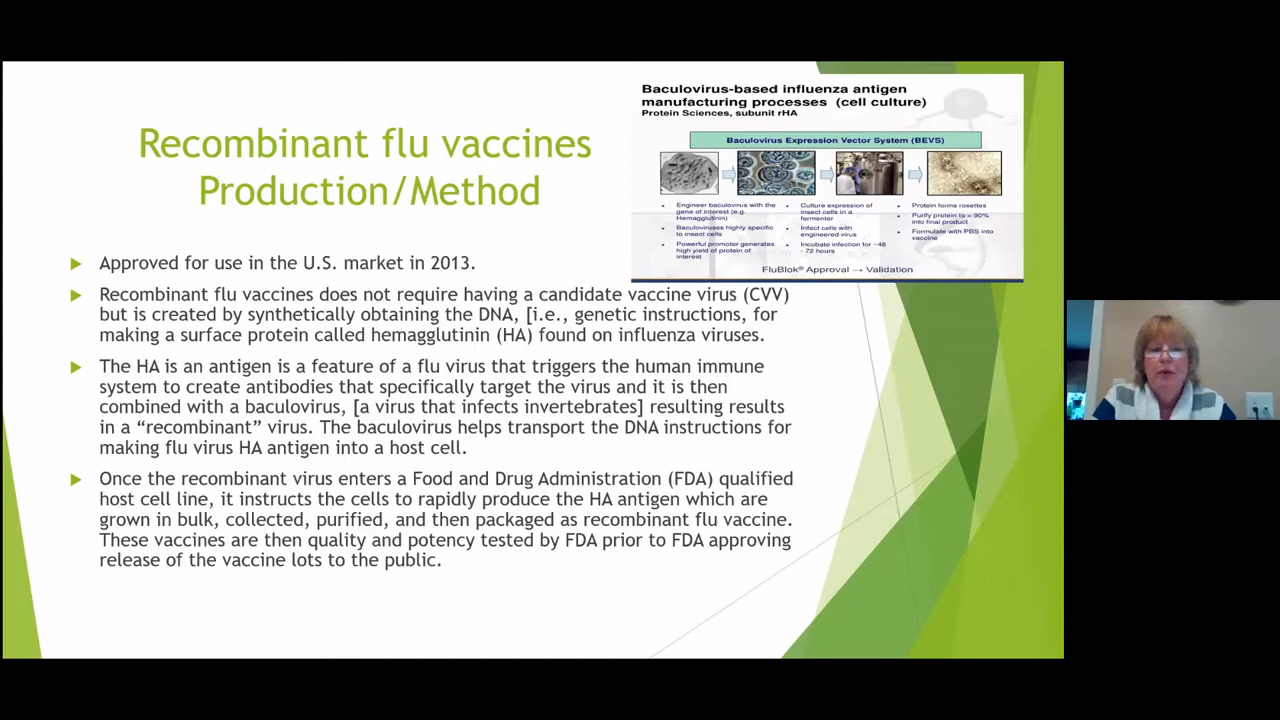 Recombinant flu vaccines
Production/Method
Approved for use in the U.S. market in 2013.
Recombinant flu vaccines does not require having a candidate vaccine virus (CVV)
but is created by synthetically obtaining the DNA, [i.e., genetic instructions, for
making a surface protein called hemagglutinin (HA) found on influenza viruses.
The HA is an antigen is a feature of a flu virus that triggers the human immune
system to create antibodies that specifically target the virus and it is then
combined with a baculovirus, [a virus that infects invertebrates] resulting results
in a “recombinant” virus. The baculovirus helps transport the DNA instructions for
making flu virus HA antigen into a host cell.
Once the recombinant virus enters a Food and Drug Administration (FDA) qualified
host cell line, it instructs the cells to rapidly produce the HA antigen which are
grown in bulk, collected, purified, and then packaged as recombinant flu vaccine.
These vaccines are then quality and potency tested by FDA prior to FDA approving
release of the vaccine lots to the public.
Baculovirus-based influenza antigen
manufacturing processes (cell culture)
Protein Sciences, subunit rHA
Baculovirus Expression Vector System (BEVS)
Engineer baculovirus with the
gene of interest (e.g.
Hemagglutinin)
Baculoviruses highly specific
to insect cells
Powerful promoter generates
high yield of protein of
interest
Culture expression of
insect cells in a
fermenter
Infect cells with
engineered virus
Incubate infection for ~48
- 72 hours
Protein forms rosettes
Purify protein to > 90%
into final product
Formulate with PBS into
vaccine
FluBlok® Approval → Validation